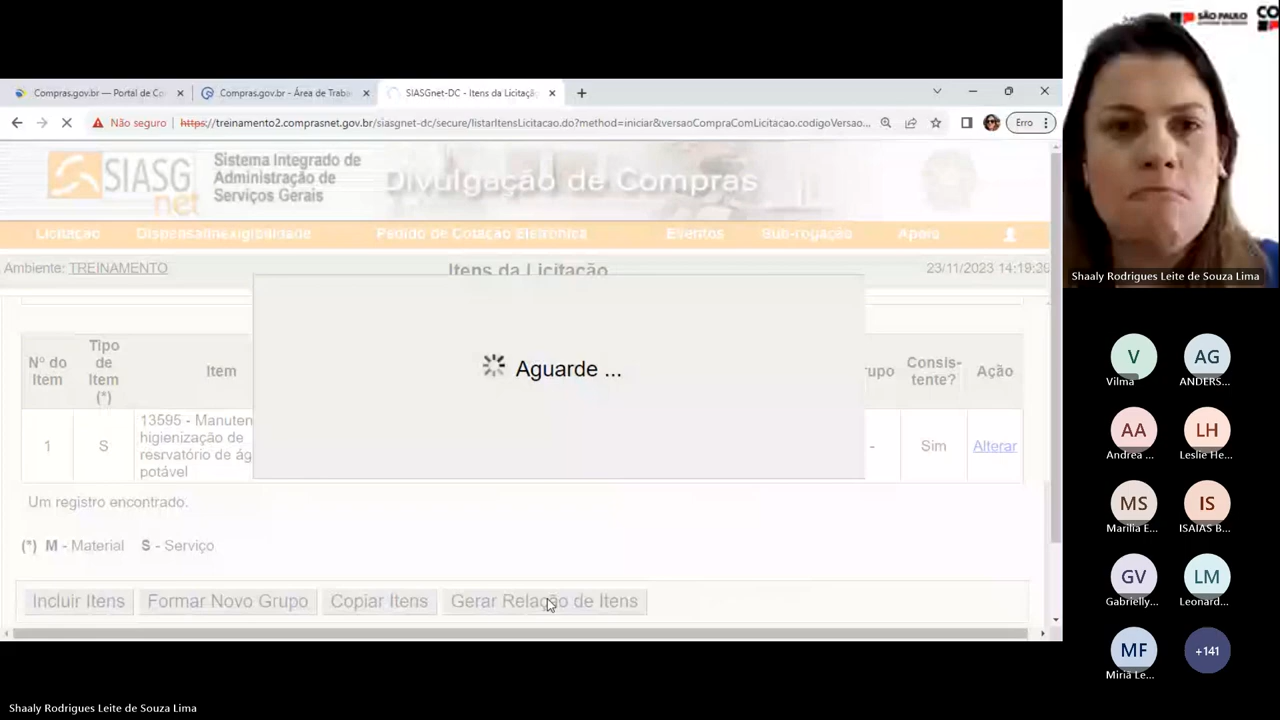 SÃO PAULO
CO
Compras.gov.br — Portal de Co
Compras.gov.br - Área de Traba
SIASGnet-DC - Itens da Licitaçã
Não seguro
https://treinamento2.comprasnet.gov.br/siasgnet-dc/secure/listarItensLicitacao.do?method=iniciar&versaoCompraComLicitacao.codigoVersao...
Erro
SIASG
net
Sistema Integrado de
Administração de
Serviços Gerais
Divulgação de Compras
Licitação
Dispensa/Inexigibilidade
Pedido de Cotação Eletrônica
Eventos
Sub-rogação
Apoio
Ambiente: TREINAMENTO
Itens da Licitação
23/11/2023 14:19:26
Nº do
Item
Tipo
de
Item
(*)
Item
upo
Consis-
tente?
Ação
1
S
13595 - Manuten
higienização de
resrvatório de ág
potável
-
Sim
Alterar
Aguarde ...
Um registro encontrado.
(*) M - Material S - Serviço
Incluir Itens
Formar Novo Grupo
Copiar Itens
Gerar Relação de Itens
Shaaly Rodrigues Leite de Souza Lima
V
Vilma
AG
ANDERS...
AA
Andrea ...
LH
Leslie He...
MS
Marilia E...
IS
ISAIAS B...
GV
Gabrielly...
LM
Leonard...
MF
Miriã Le...
+141
Shaaly Rodrigues Leite de Souza Lima